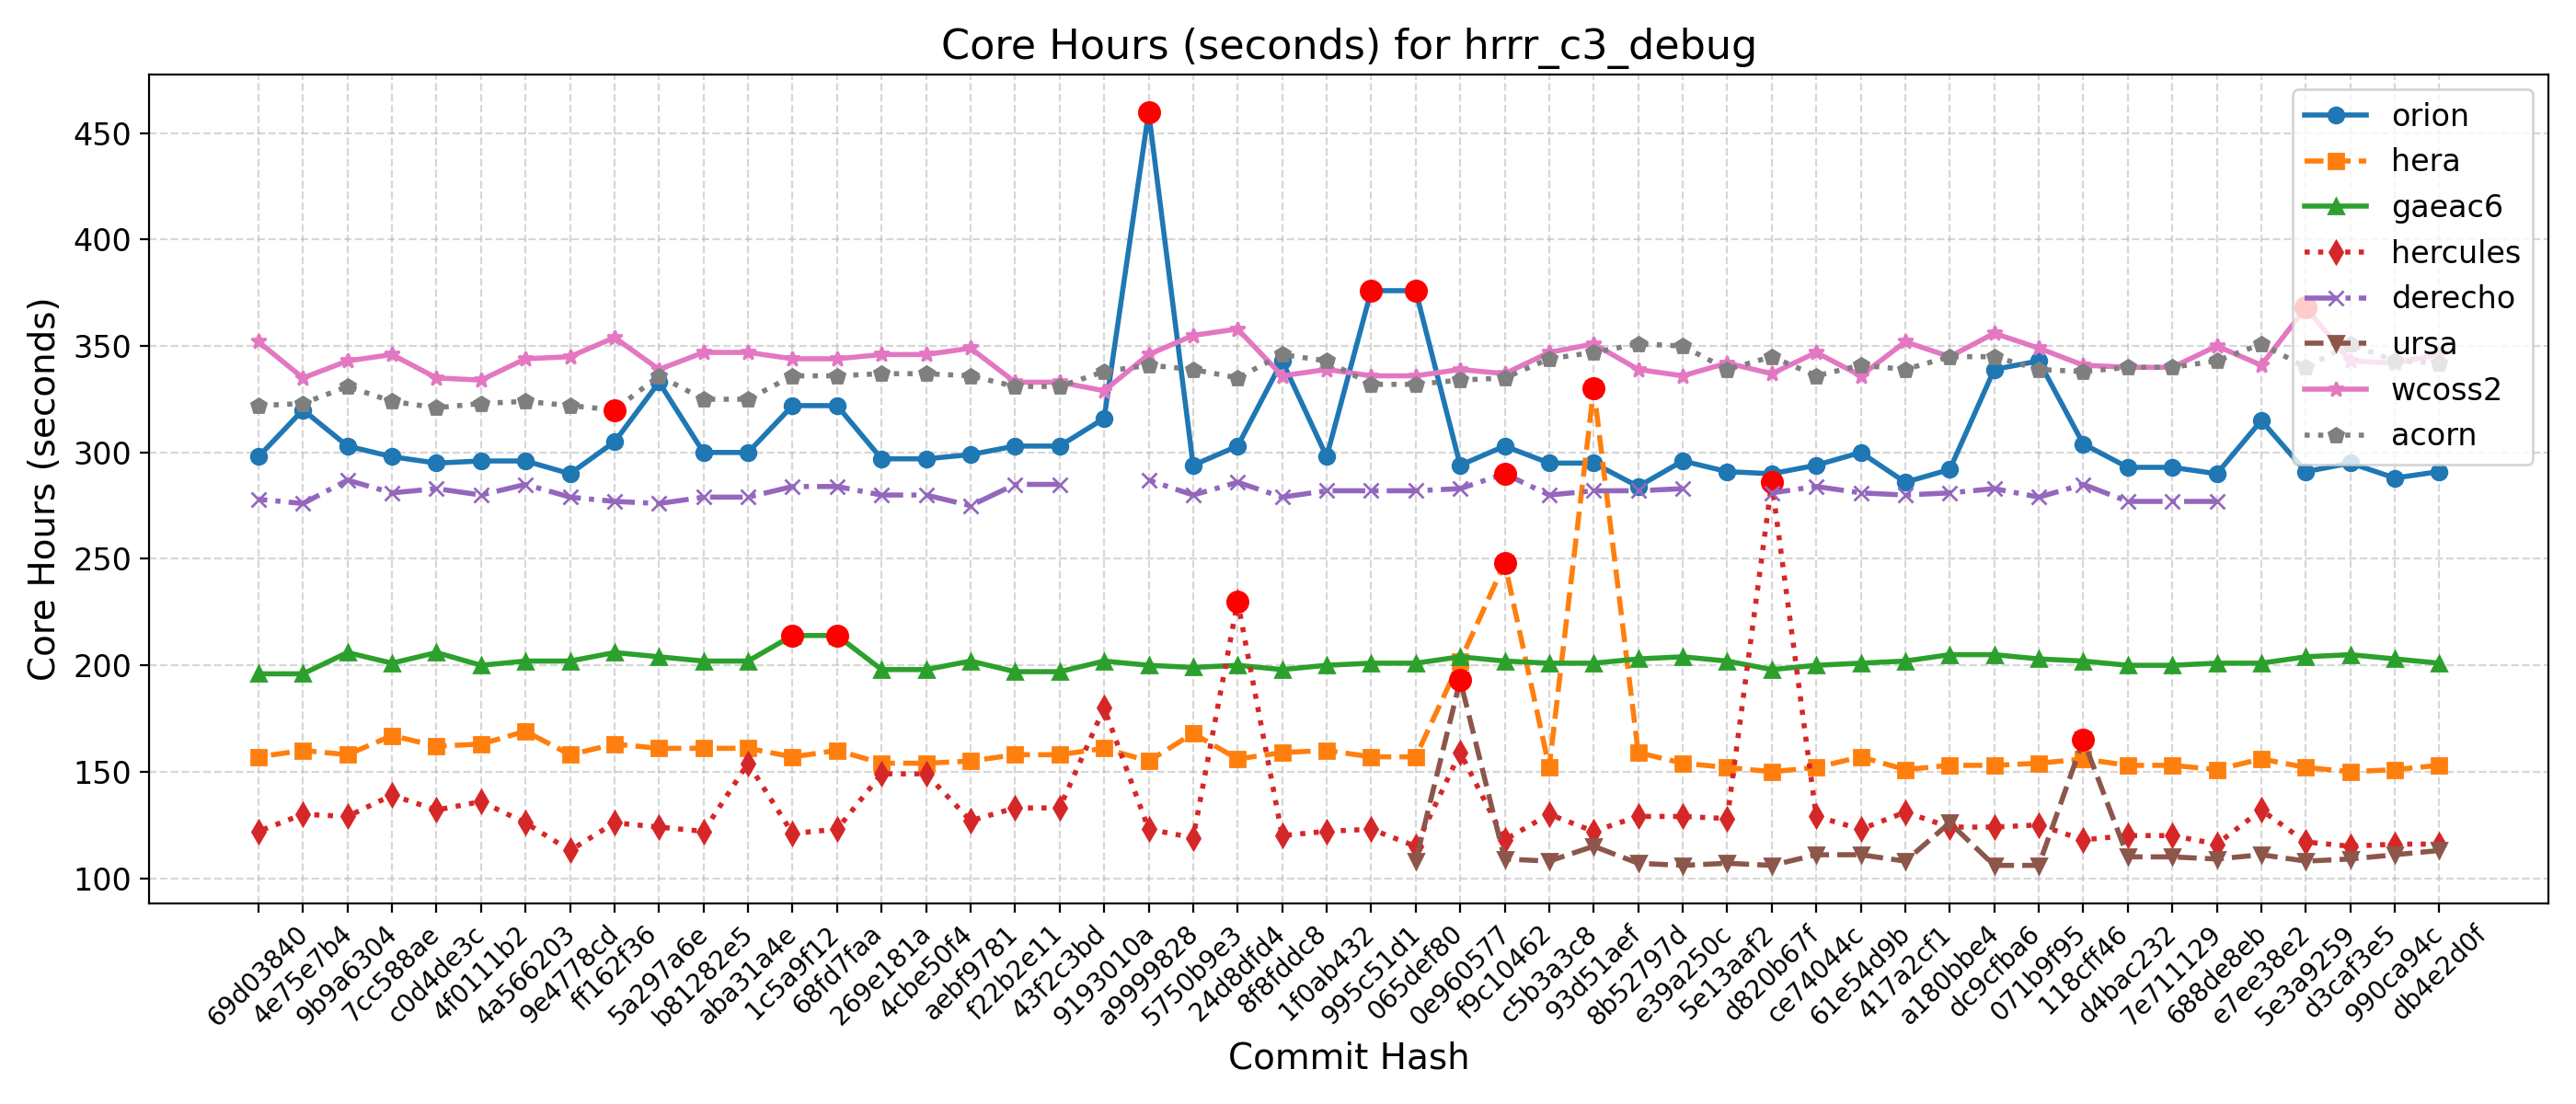 Core Hours (seconds) for hrrr_c3_debug
Core Hours (seconds)
450
400
350
300
250
200
150
100
orion
hera
gaeac6
hercules
derecho
ursa
wcoss2
acorn
69d03840
4e75e7b4
9b9a6304
7cc588ae
c0d4de3c
4f0111b2
4a566203
9e4778cd
ff162f36
5a297a6e
b81282e5
aba31a4e
1c5a9f12
68fd7faa
269e181a
4cbe50f4
aebf9781
f22b2e11
43f2c3bd
9193010a
a9999828
5750b9e3
24d8dfd4
8f8fddc8
1f0ab432
995c51d1
065def80
0e960577
f9c10462
c5b3a3c8
93d51aef
8b52797d
e39a250c
5e13aaf2
d820b67f
ce74044c
61e54d9b
417a2cf1
a180bbe4
dc9cfba6
071b9f95
118cff46
d4bac232
7e711129
688de8eb
e7ee38e2
5e3a9259
d3caf3e5
990ca94c
db4e2d0f
Commit Hash